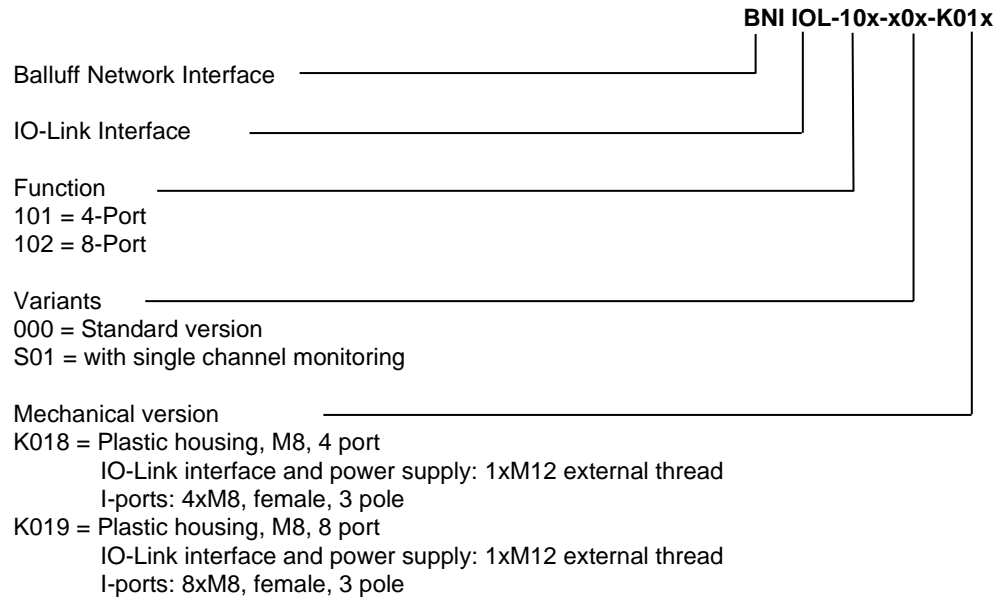 BNI IOL-10x-x0x-K01x
Balluff Network Interface
IO-Link Interface
Function
101 = 4-Port
102 = 8-Port
Variants
000 = Standard version
S01 = with single channel monitoring
Mechanical version
K018 = Plastic housing, M8, 4 port
IO-Link interface and power supply: 1xM12 external thread
I-ports: 4xM8, female, 3 pole
K019 = Plastic housing, M8, 8 port
IO-Link interface and power supply: 1xM12 external thread
I-ports: 8xM8, female, 3 pole